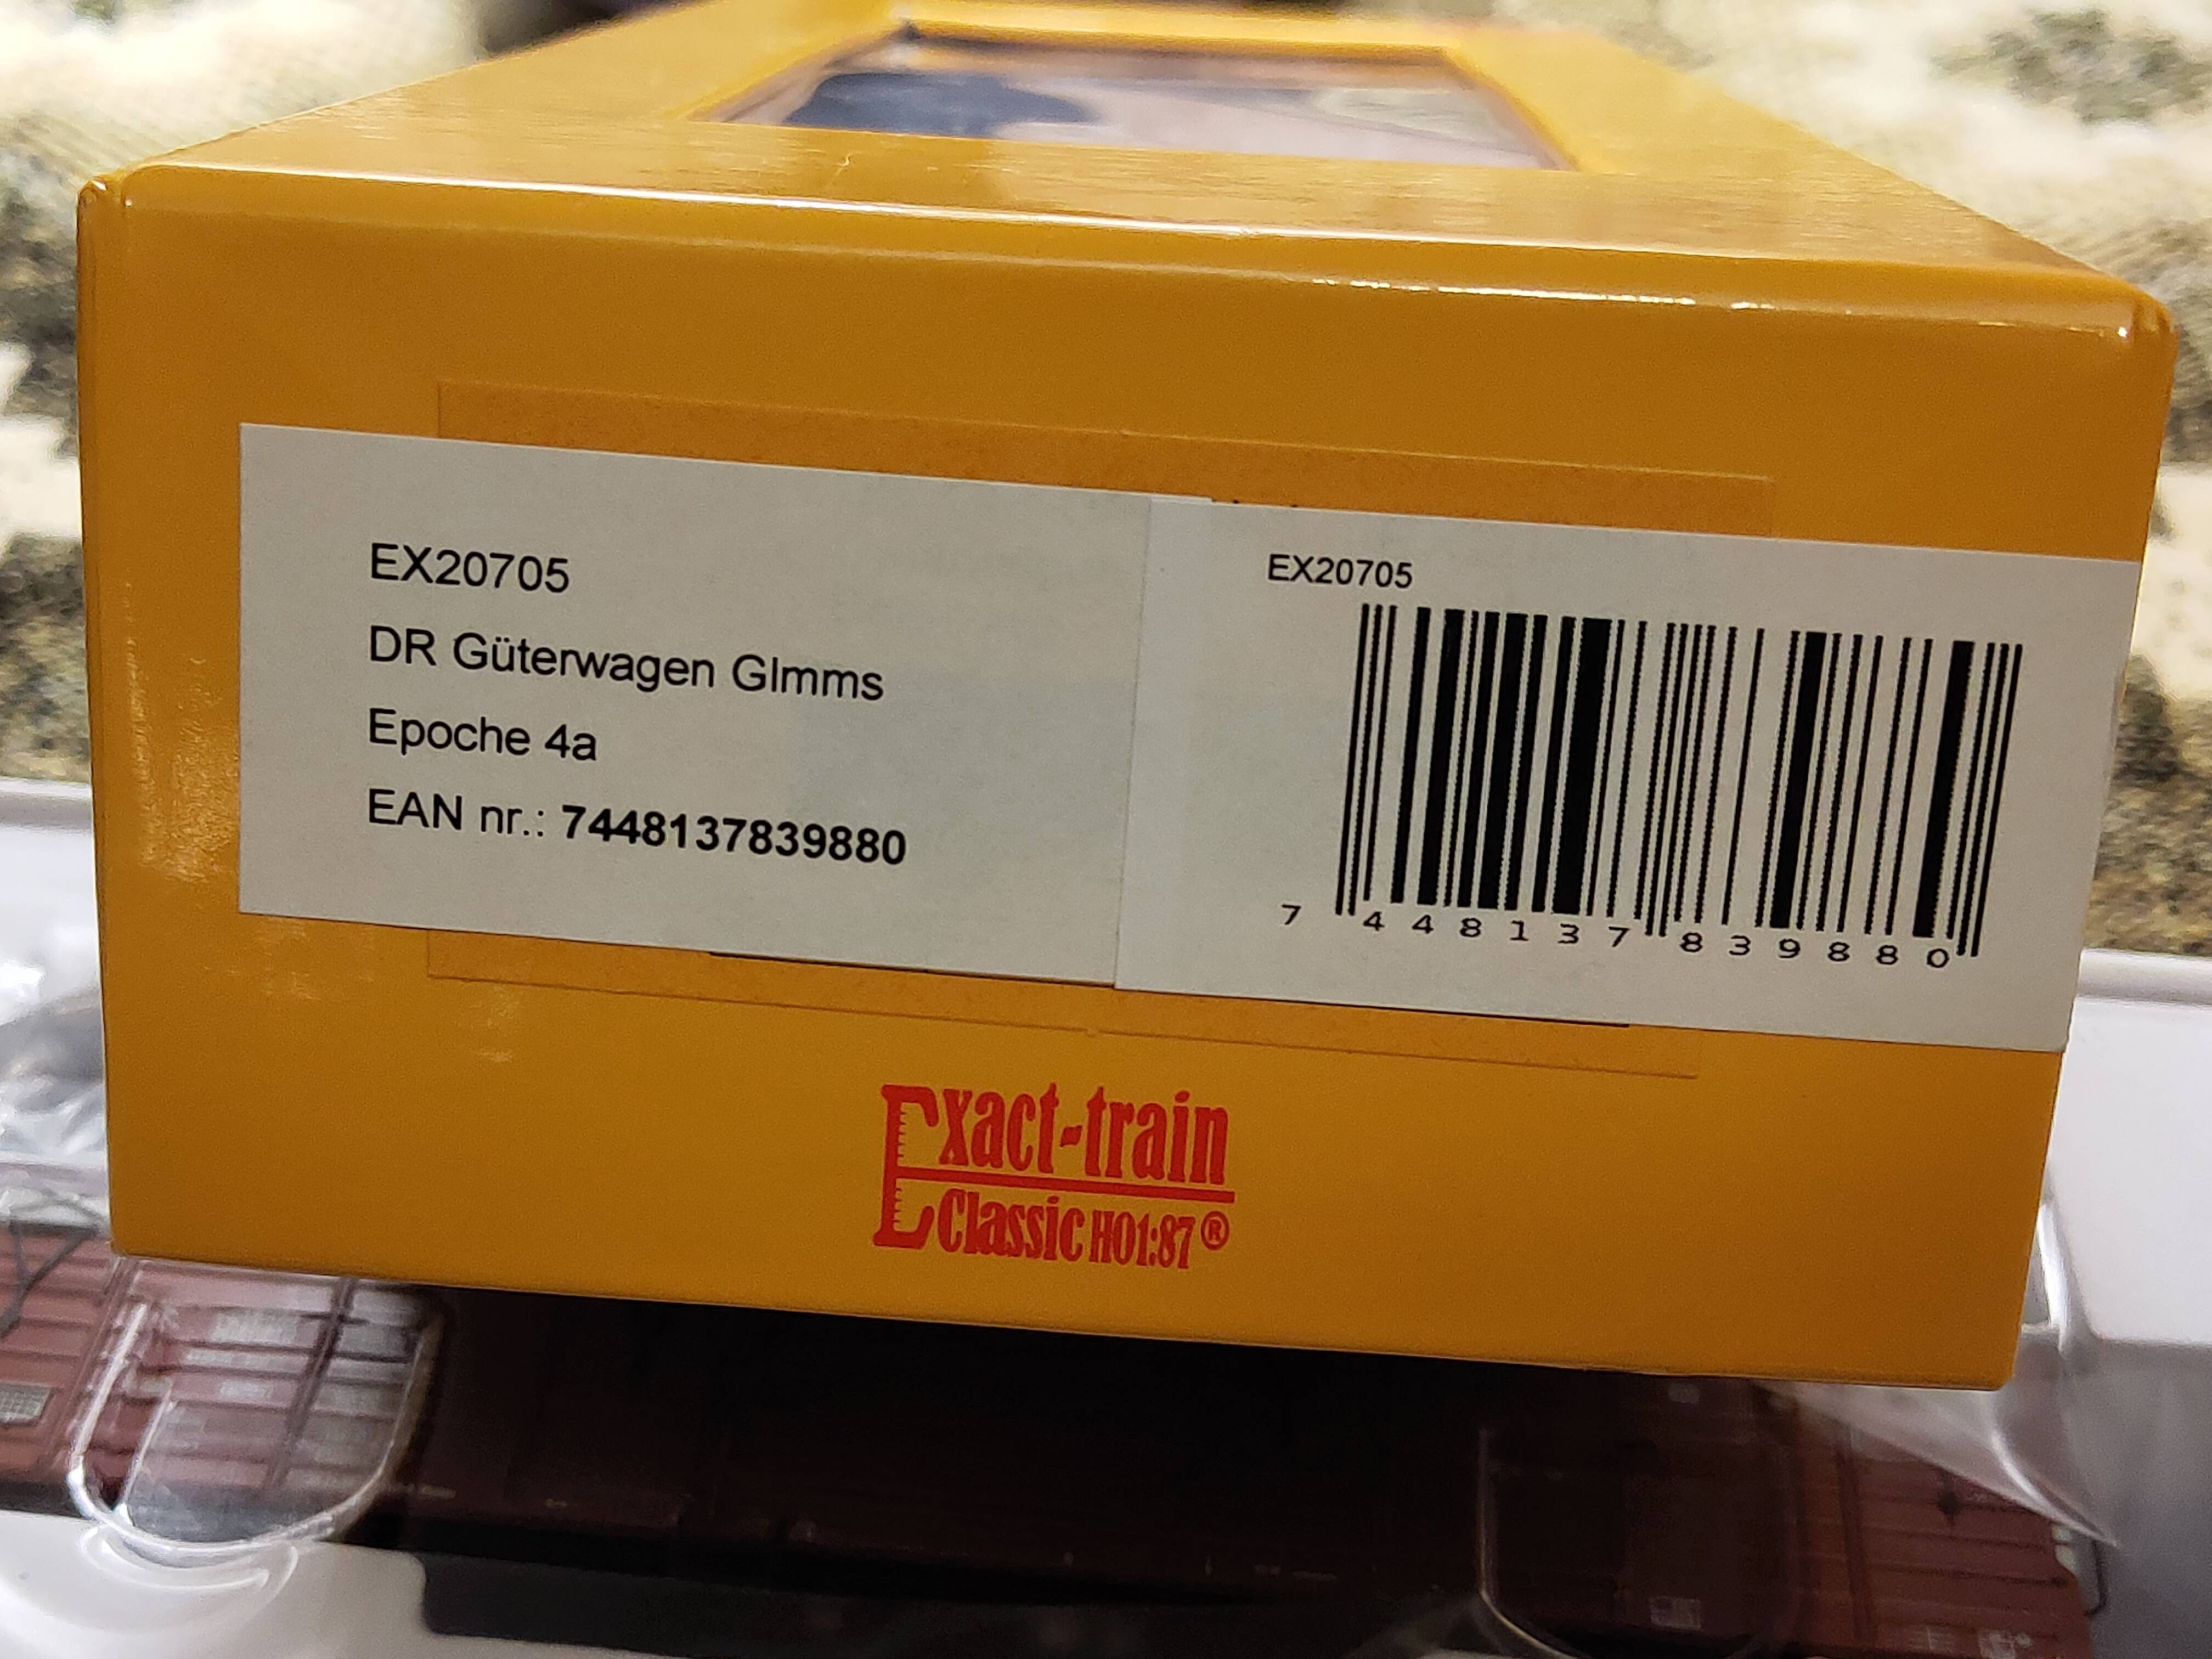 EX20705
DR Güterwagen Glmms
Epoche 4a
EAN nr.: 7448137839880
EX20705
7 448137 839880
Exact-train
Classic H01:87®